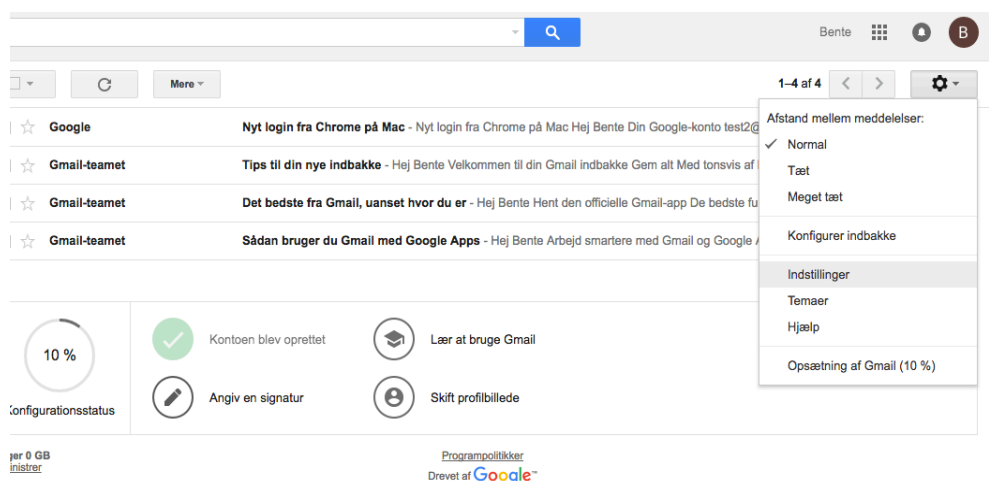 Bente
B
Mere
1–4 af 4
Afstand mellem meddelelser:
Normal
Tæt
Meget tæt
Konfigurer indbakke
Indstillinger
Temaer
Hjælp
Opsætning af Gmail (10 %)
Google Nyt login fra Chrome på Mac - Nyt login fra Chrome på Mac Hej Bente Din Google-konto test2@
Gmail-teamet Tips til din nye indbakke - Hej Bente Velkommen til din Gmail indbakke Gem alt Med tonsvis af
Gmail-teamet Det bedste fra Gmail, uanset hvor du er - Hej Bente Hent den officielle Gmail-app De bedste fu
Gmail-teamet Sådan bruger du Gmail med Google Apps - Hej Bente Arbejd smartere med Gmail og Google
10 %
Konfigurationsstatus
Kontoen blev oprettet
Lær at bruge Gmail
Angiv en signatur
Skift profilbillede
ger 0 GB
inistrer
Programpolitikker
Drevet af Google™